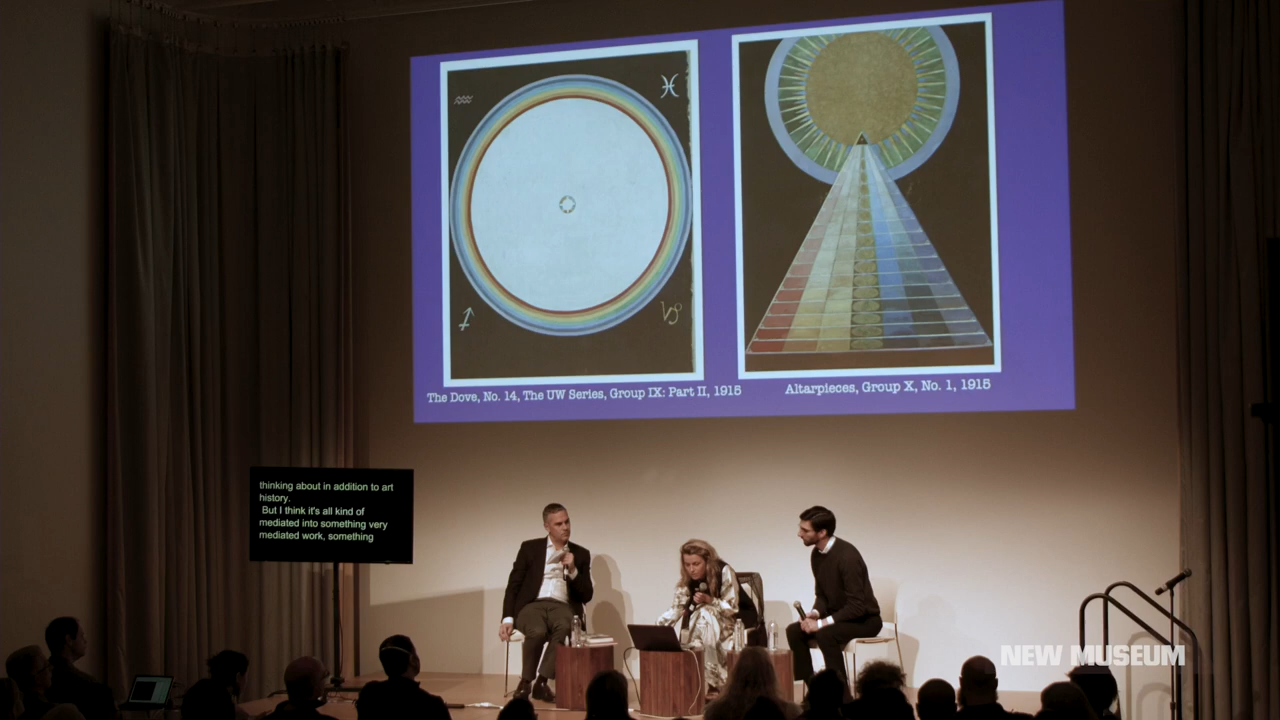 The Dove, No. 14, The UW Series, Group IX: Part II, 1915
Altarpieces, Group X, No. 1, 1915
thinking about in addition to art
history.
But I think it's all kind of
mediated into something very
mediated work, something
NEW MUSEUM